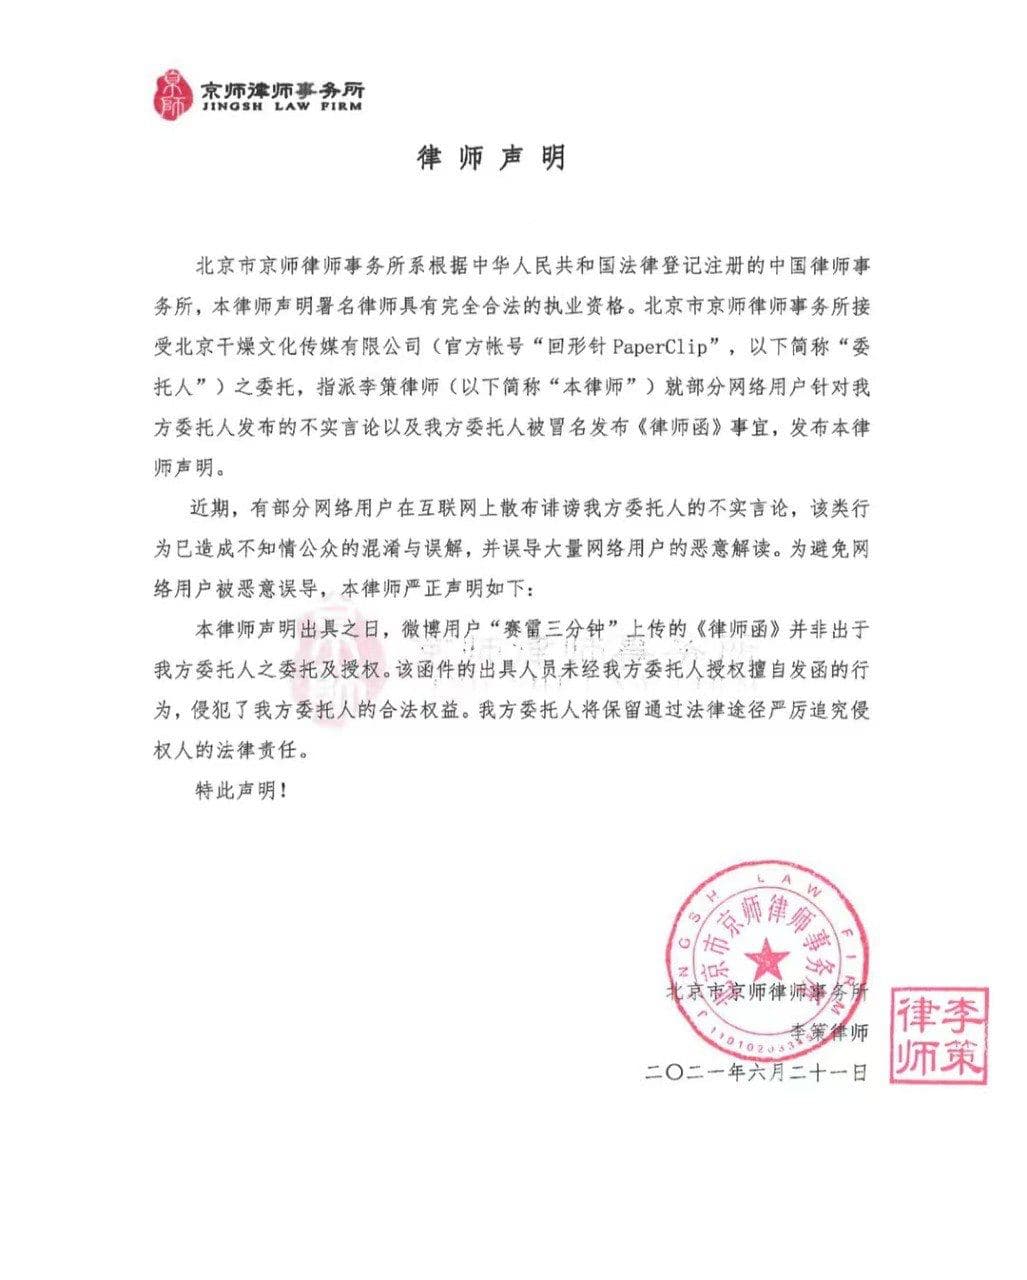 京師
京师律师事务所
JINGSH LAW FIRM
律师声明
北京市京师律师事务所系根据中华人民共和国法律登记注册的中国律师事
务所，本律师声明署名律师具有完全合法的执业资格。北京市京师律师事务所接
受北京干燥文化传媒有限公司（官方帐号“回形针 PaperClip”，以下简称“委
托人”）之委托，指派李策律师（以下简称“本律师”）就部分网络用户针对我
方委托人发布的不实言论以及我方委托人被冒名发布《律师函》事宜，发布本律
师声明。
近期，有部分网络用户在互联网上散布诽谤我方委托人的不实言论，该类行
为已造成不知情公众的混淆与误解，并误导大量网络用户的恶意解读。为避免网
络用户被恶意误导，本律师严正声明如下：
本律师声明出具之日，微博用户“赛雷三分钟”上传的《律师函》并非出于
我方委托人之委托及授权。该函件的出具人员未经我方委托人授权擅自发函的行
为，侵犯了我方委托人的合法权益。我方委托人将保留通过法律途径严厉追究侵
权人的法律责任。
特此声明！
JINGSH LAW FIRM
北京市京师律师事务所
北京市京师律师事务所
李策律师
二〇二一年六月二十一日
李策
律师